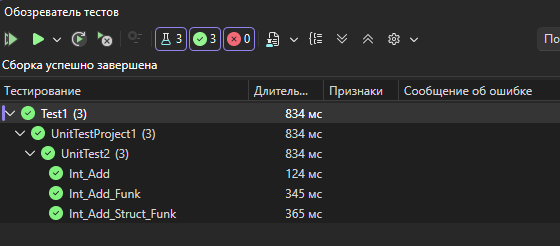 Обозреватель тестов
3 3 0 По
Сборка успешно завершена
Тестирование Длитель... Признаки Сообщение об ошибке
Test1 (3) 834 мс
UnitTestProject1 (3) 834 мс
UnitTest2 (3) 834 мс
Int_Add 124 мс
Int_Add_Funk 345 мс
Int_Add_Struct_Funk 365 мс